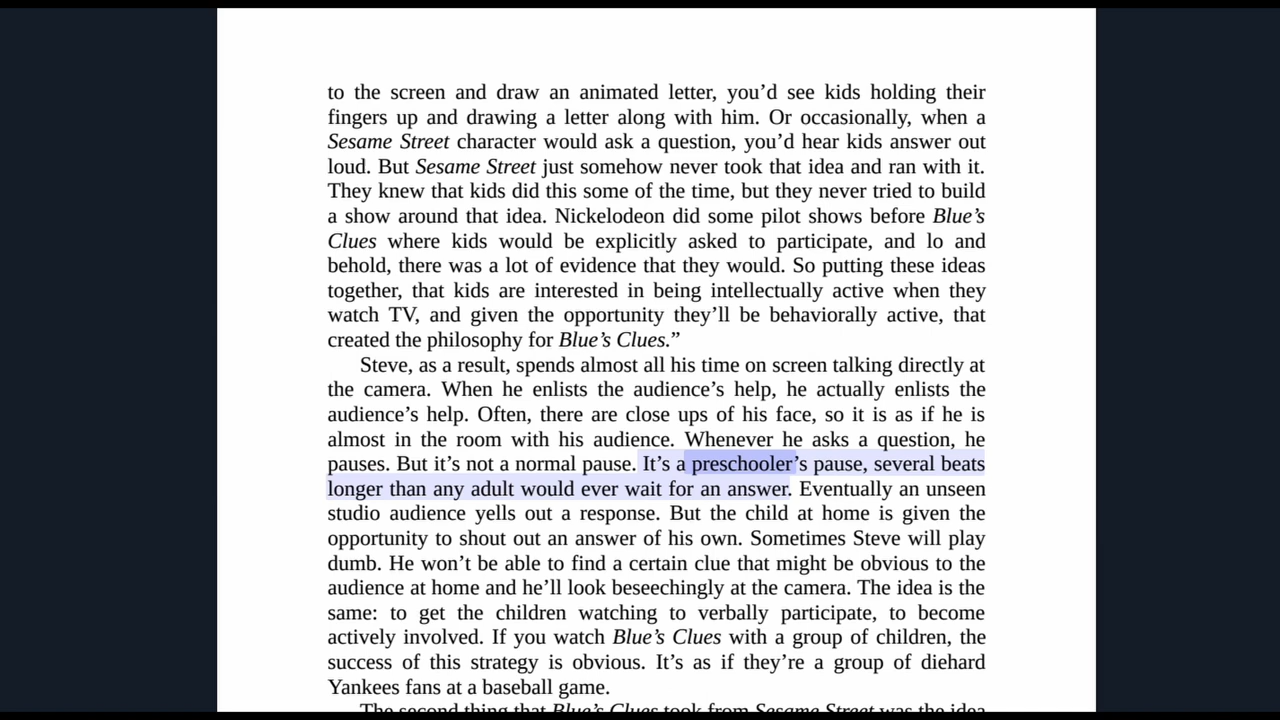 to the screen and draw an animated letter, you’d see kids holding their
fingers up and drawing a letter along with him. Or occasionally, when a
Sesame Street character would ask a question, you’d hear kids answer out
loud. But Sesame Street just somehow never took that idea and ran with it.
They knew that kids did this some of the time, but they never tried to build
a show around that idea. Nickelodeon did some pilot shows before Blue’s
Clues where kids would be explicitly asked to participate, and lo and
behold, there was a lot of evidence that they would. So putting these ideas
together, that kids are interested in being intellectually active when they
watch TV, and given the opportunity they’ll be behaviorally active, that
created the philosophy for Blue’s Clues.”
Steve, as a result, spends almost all his time on screen talking directly at
the camera. When he enlists the audience’s help, he actually enlists the
audience’s help. Often, there are close ups of his face, so it is as if he is
almost in the room with his audience. Whenever he asks a question, he
pauses. But it’s not a normal pause. It’s a preschooler’s pause, several beats
longer than any adult would ever wait for an answer. Eventually an unseen
studio audience yells out a response. But the child at home is given the
opportunity to shout out an answer of his own. Sometimes Steve will play
dumb. He won’t be able to find a certain clue that might be obvious to the
audience at home and he’ll look beseechingly at the camera. The idea is the
same: to get the children watching to verbally participate, to become
actively involved. If you watch Blue’s Clues with a group of children, the
success of this strategy is obvious. It’s as if they’re a group of diehard
Yankees fans at a baseball game.
The second thing that Blue’s Clues took from Sesame Street was the idea